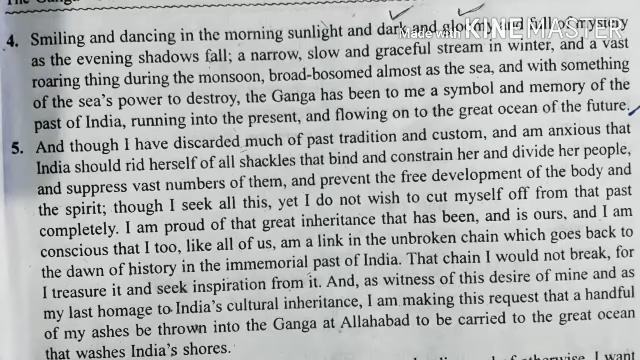 The Ganga
Made with KINEMASTER
4. Smiling and dancing in the morning sunlight and dark and gloomy and full of mystery
as the evening shadows fall; a narrow, slow and graceful stream in winter, and a vast
roaring thing during the monsoon, broad-bosomed almost as the sea, and with something
of the sea's power to destroy, the Ganga has been to me a symbol and memory of the
past of India, running into the present, and flowing on to the great ocean of the future.
5. And though I have discarded much of past tradition and custom, and am anxious that
India should rid herself of all shackles that bind and constrain her and divide her people,
and suppress vast numbers of them, and prevent the free development of the body and
the spirit; though I seek all this, yet I do not wish to cut myself off from that past
completely. I am proud of that great inheritance that has been, and is ours, and I am
conscious that I too, like all of us, am a link in the unbroken chain which goes back to
the dawn of history in the immemorial past of India. That chain I would not break, for
I treasure it and seek inspiration from it. And, as witness of this desire of mine and as
my last homage to India's cultural inheritance, I am making this request that a handful
of my ashes be thrown into the Ganga at Allahabad to be carried to the great ocean
that washes India's shores.
otherwise, I want